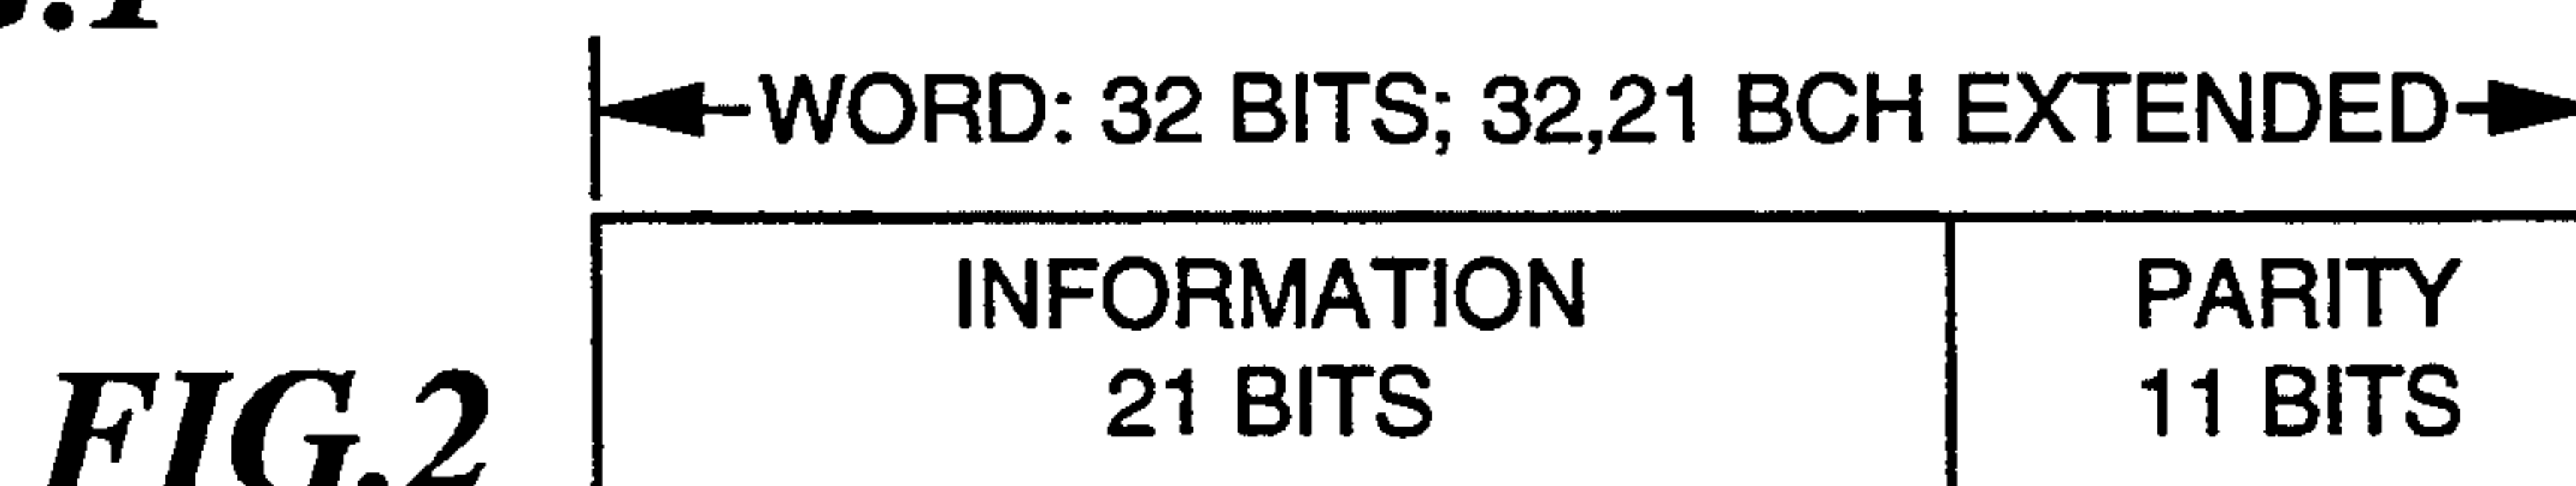 WORD: 32 BITS; 32,21 BCH EXTENDED
INFORMATION PARITY
21 BITS 11 BITS
FIG.2